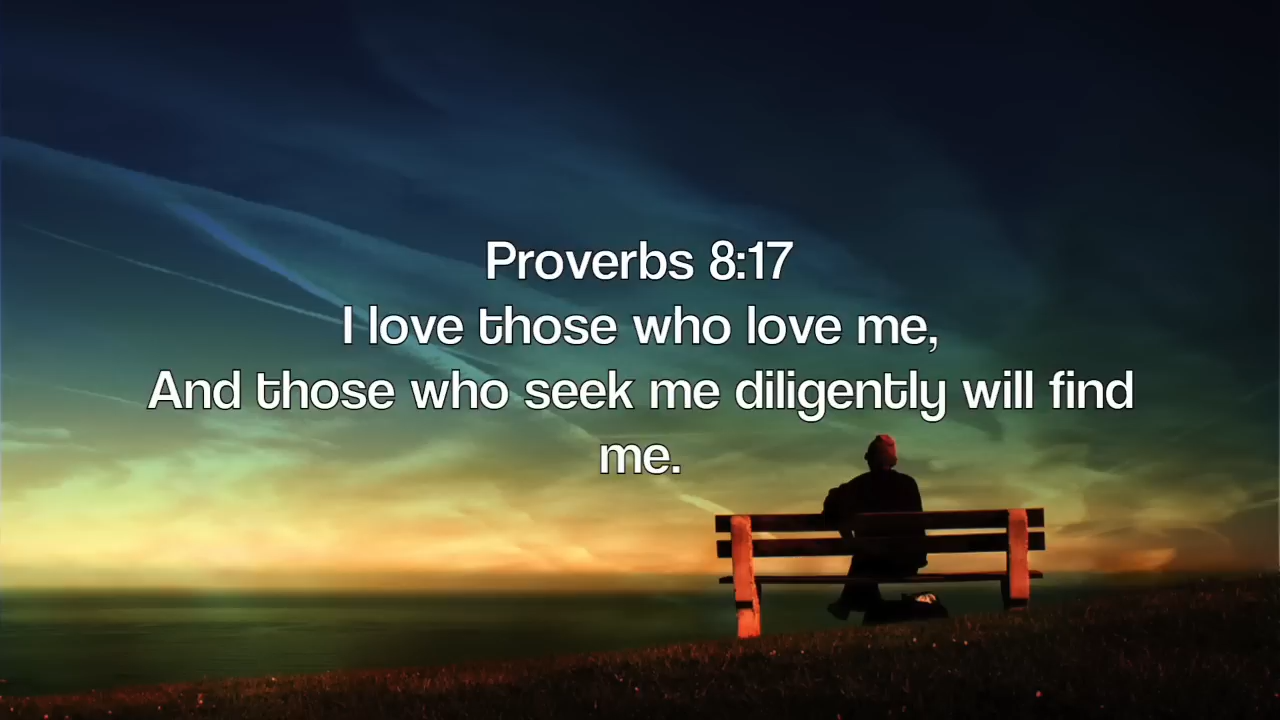 Proverbs 8:17
I love those who love me,
And those who seek me diligently will find
me.